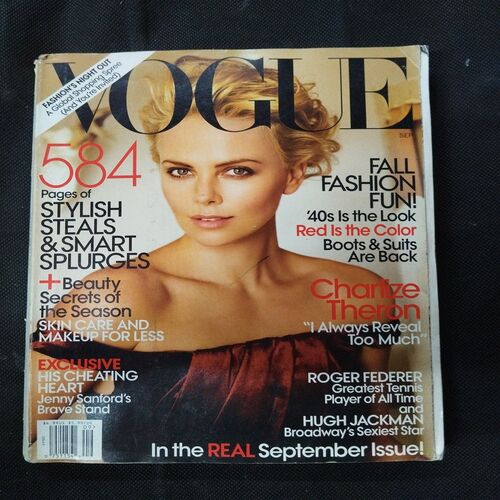 FASHION'S NIGHT OUT
A Global Shopping Spree
(And You're Invited)
VOGUE
SEP
584
Pages of
STYLISH
STEALS
& SMART
SPLURGES
+ Beauty
Secrets of
the Season
SKIN CARE AND
MAKEUP FOR LESS
EXCLUSIVE
HIS CHEATING
HEART
Jenny Sanford's
Brave Stand
FALL
FASHION
FUN!
'40s Is the Look
Red Is the Color
Boots & Suits
Are Back
Charlize
Theron
"I Always Reveal
Too Much"
ROGER FEDERER
Greatest Tennis
Player of All Time
and
HUGH JACKMAN
Broadway's Sexiest Star
In the REAL September Issue!